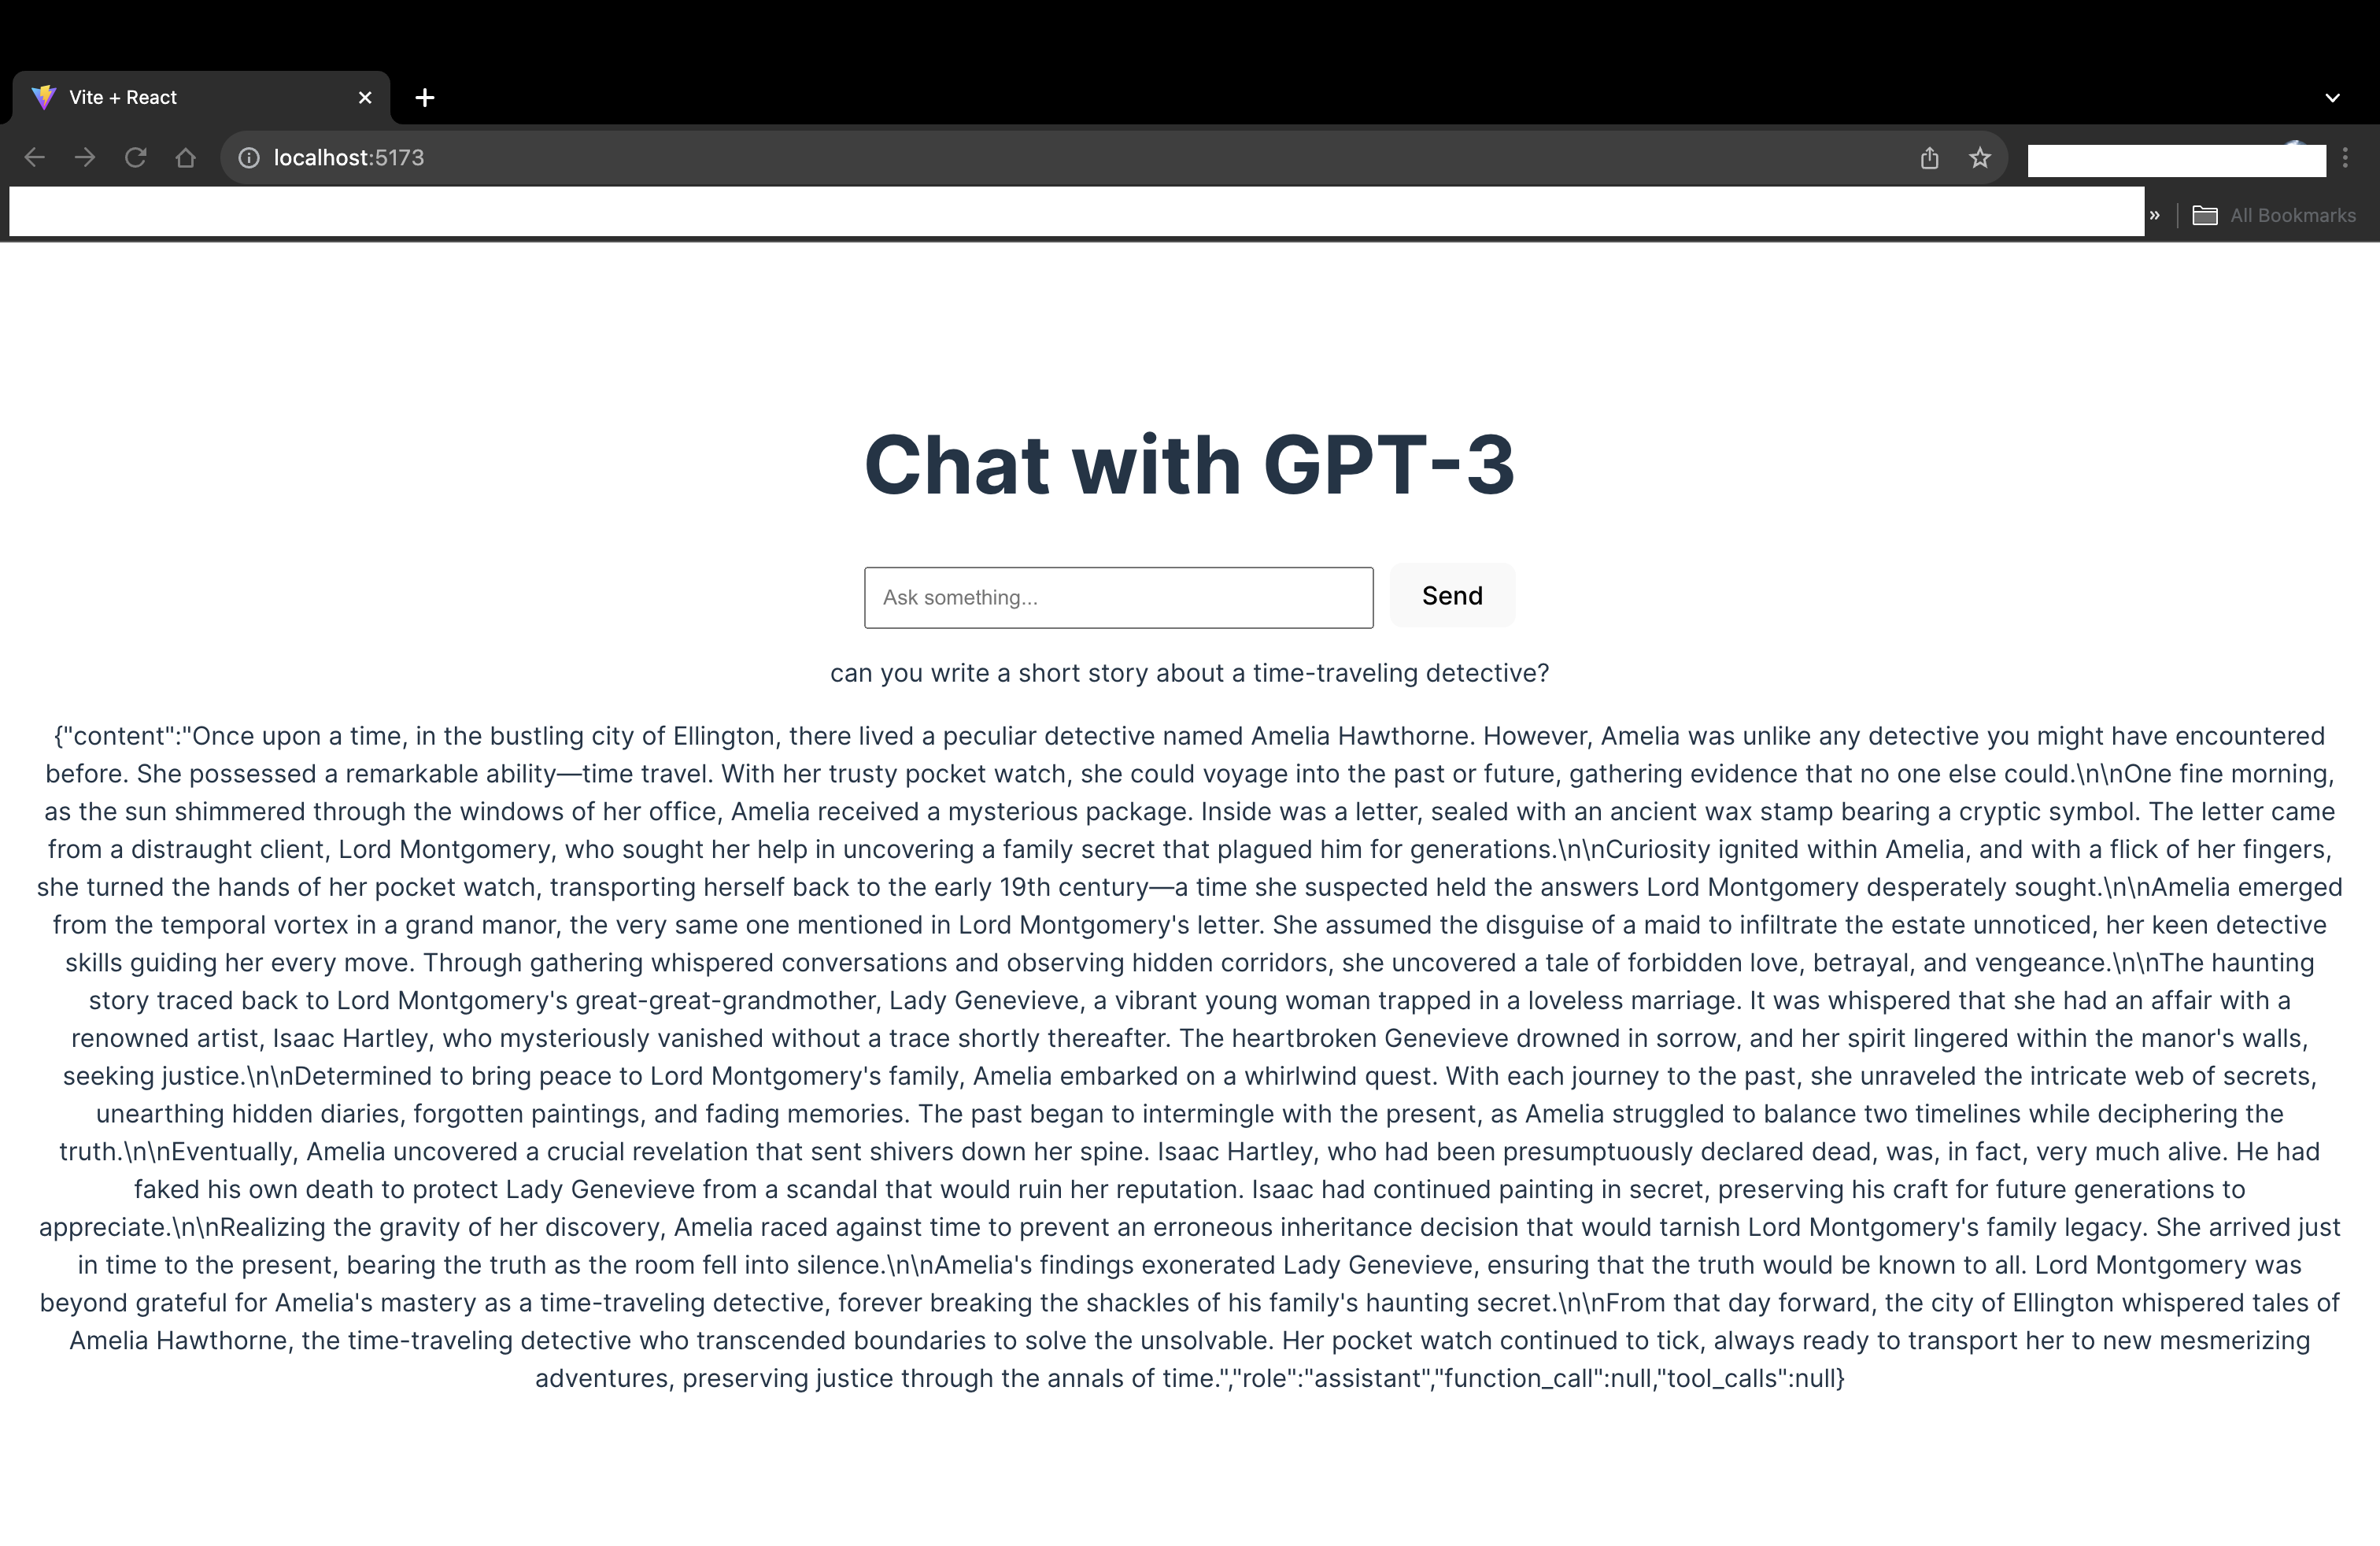 Vite + React
localhost:5173
All Bookmarks
Chat with GPT-3
Ask something...
Send
can you write a short story about a time-traveling detective?
{"content":"Once upon a time, in the bustling city of Ellington, there lived a peculiar detective named Amelia Hawthorne. However, Amelia was unlike any detective you might have encountered
before. She possessed a remarkable ability—time travel. With her trusty pocket watch, she could voyage into the past or future, gathering evidence that no one else could.\n\nOne fine morning,
as the sun shimmered through the windows of her office, Amelia received a mysterious package. Inside was a letter, sealed with an ancient wax stamp bearing a cryptic symbol. The letter came
from a distraught client, Lord Montgomery, who sought her help in uncovering a family secret that plagued him for generations.\n\nCuriosity ignited within Amelia, and with a flick of her fingers,
she turned the hands of her pocket watch, transporting herself back to the early 19th century—a time she suspected held the answers Lord Montgomery desperately sought.\n\nAmelia emerged
from the temporal vortex in a grand manor, the very same one mentioned in Lord Montgomery's letter. She assumed the disguise of a maid to infiltrate the estate unnoticed, her keen detective
skills guiding her every move. Through gathering whispered conversations and observing hidden corridors, she uncovered a tale of forbidden love, betrayal, and vengeance.\n\nThe haunting
story traced back to Lord Montgomery's great-great-grandmother, Lady Genevieve, a vibrant young woman trapped in a loveless marriage. It was whispered that she had an affair with a
renowned artist, Isaac Hartley, who mysteriously vanished without a trace shortly thereafter. The heartbroken Genevieve drowned in sorrow, and her spirit lingered within the manor's walls,
seeking justice.\n\nDetermined to bring peace to Lord Montgomery's family, Amelia embarked on a whirlwind quest. With each journey to the past, she unraveled the intricate web of secrets,
unearthing hidden diaries, forgotten paintings, and fading memories. The past began to intermingle with the present, as Amelia struggled to balance two timelines while deciphering the
truth.\n\nEventually, Amelia uncovered a crucial revelation that sent shivers down her spine. Isaac Hartley, who had been presumptuously declared dead, was, in fact, very much alive. He had
faked his own death to protect Lady Genevieve from a scandal that would ruin her reputation. Isaac had continued painting in secret, preserving his craft for future generations to
appreciate.\n\nRealizing the gravity of her discovery, Amelia raced against time to prevent an erroneous inheritance decision that would tarnish Lord Montgomery's family legacy. She arrived just
in time to the present, bearing the truth as the room fell into silence.\n\nAmelia's findings exonerated Lady Genevieve, ensuring that the truth would be known to all. Lord Montgomery was
beyond grateful for Amelia's mastery as a time-traveling detective, forever breaking the shackles of his family's haunting secret.\n\nFrom that day forward, the city of Ellington whispered tales of
Amelia Hawthorne, the time-traveling detective who transcended boundaries to solve the unsolvable. Her pocket watch continued to tick, always ready to transport her to new mesmerizing
adventures, preserving justice through the annals of time.","role":"assistant","function_call":null,"tool_calls":null}